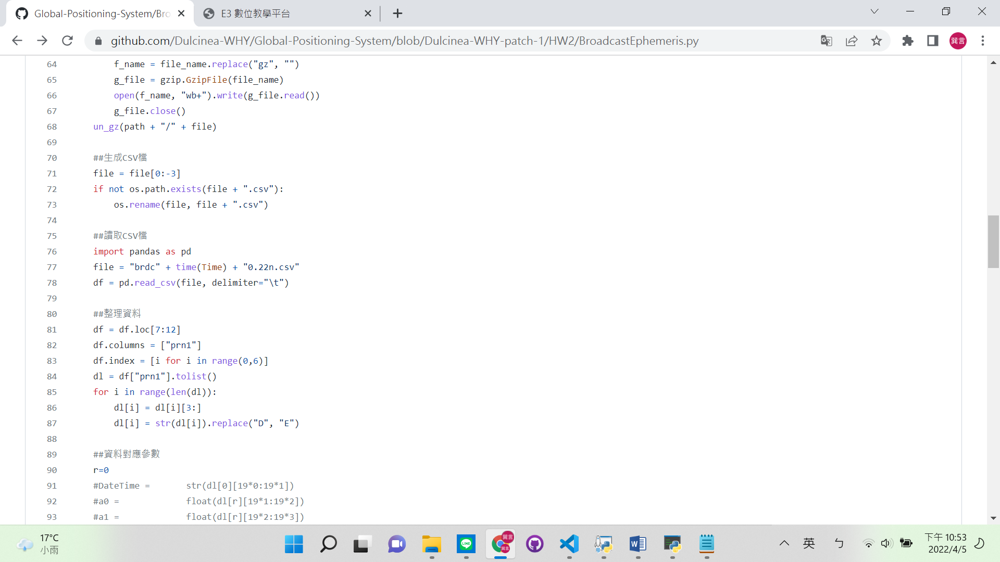 Global-Positioning-System/Bro
E3 數位教學平台
github.com/Dulcinea-WHY/Global-Positioning-System/blob/Dulcinea-WHY-patch-1/HW2/BroadcastEphemeris.py
巽言
64 f_name = file_name.replace("gz", "")
65 g_file = gzip.GzipFile(file_name)
66 open(f_name, "wb+").write(g_file.read())
67 g_file.close()
68 un_gz(path + "/" + file)
69
70 ##生成CSV檔
71 file = file[0:-3]
72 if not os.path.exists(file + ".csv"):
73 os.rename(file, file + ".csv")
74
75 ##讀取CSV檔
76 import pandas as pd
77 file = "brdc" + time(Time) + "0.22n.csv"
78 df = pd.read_csv(file, delimiter="\t")
79
80 ##整理資料
81 df = df.loc[7:12]
82 df.columns = ["prn1"]
83 df.index = [i for i in range(0,6)]
84 dl = df["prn1"].tolist()
85 for i in range(len(dl)):
86 dl[i] = dl[i][3:]
87 dl[i] = str(dl[i]).replace("D", "E")
88
89 ##資料對應參數
90 r=0
91 #DateTime = str(dl[0][19*0:19*1])
92 #a0 = float(dl[r][19*1:19*2])
93 #a1 = float(dl[r][19*2:19*3])
17°C
小雨
LINE
巽言
巽言
W
英
ㄅ
下午 10:53
2022/4/5